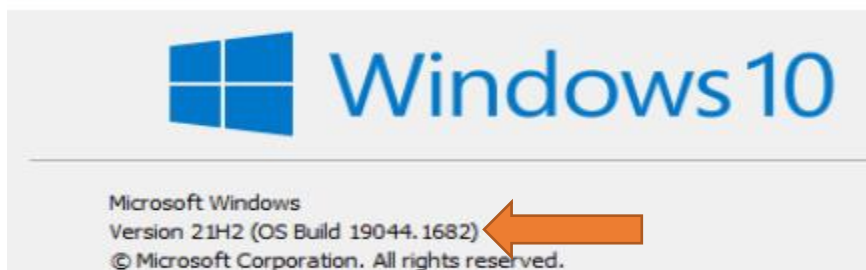 Windows 10
Microsoft Windows
Version 21H2 (OS Build 19044.1682)
© Microsoft Corporation. All rights reserved.